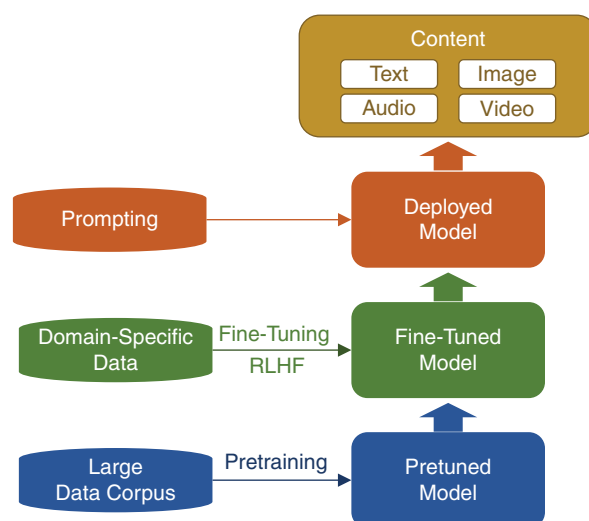 Content
Text
Image
Audio
Video
Prompting
Deployed
Model
Domain-Specific
Data
Fine-Tuning
RLHF
Fine-Tuned
Model
Large
Data Corpus
Pretraining
Pretuned
Model